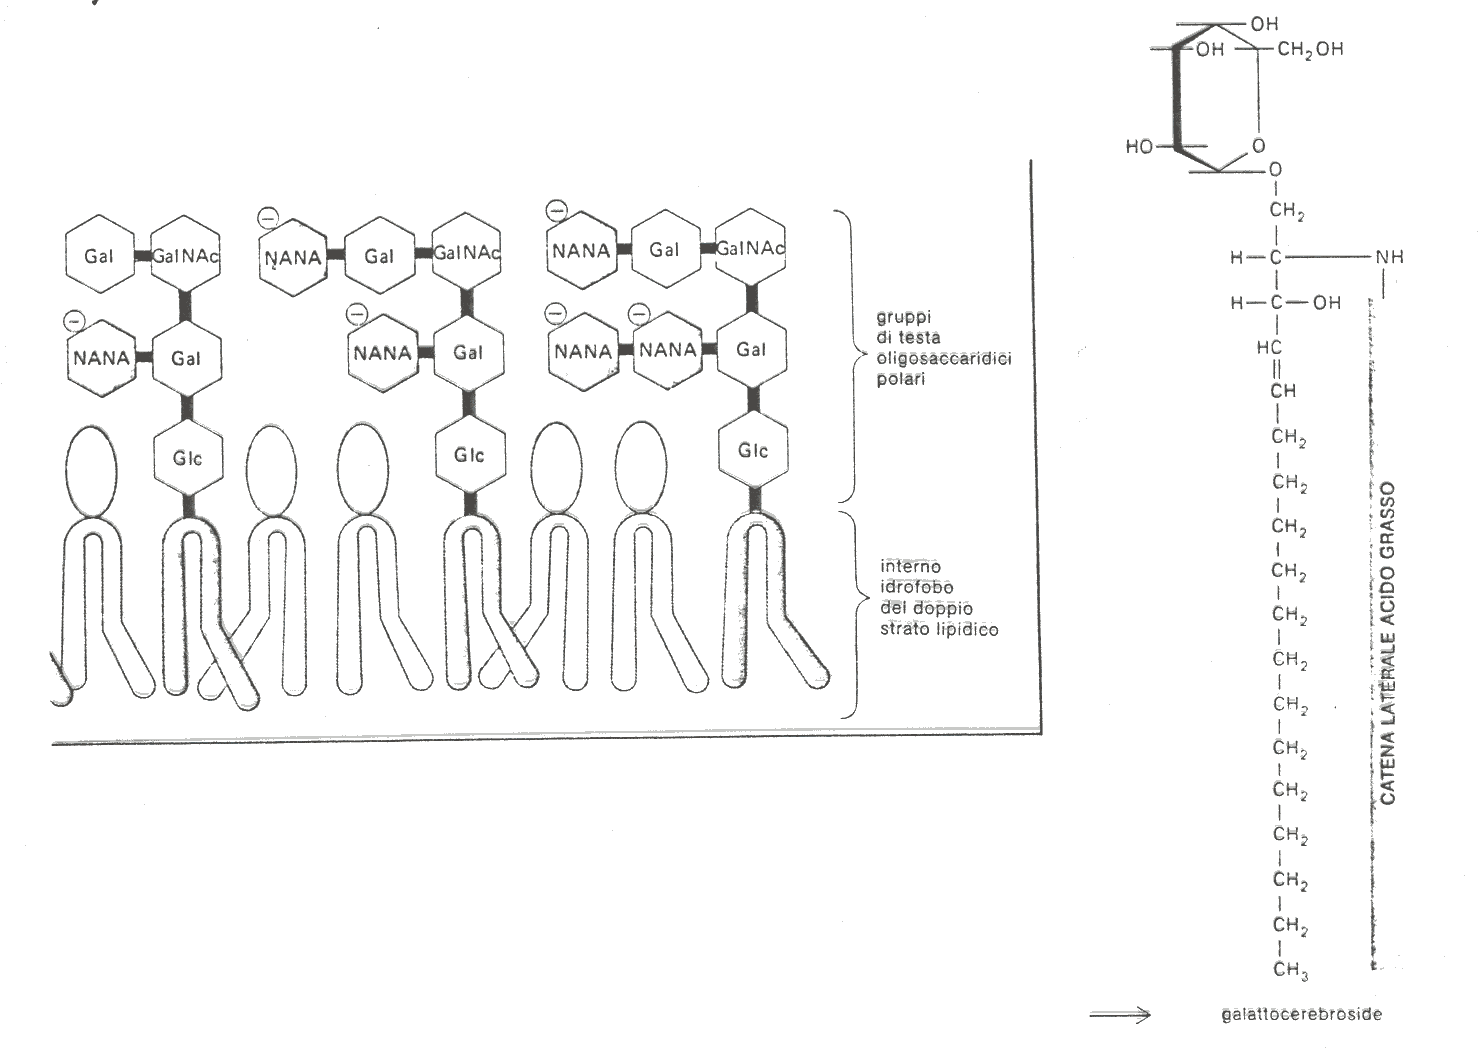 Gal GalNAc
NANA Gal
Glc
NANA Gal GalNAc
NANA Gal
Glc
NANA Gal GalNAc
NANA NANA Gal
Glc
gruppi
di testa
oligosaccaridici
polari
interno
idrofobo
del doppio
strato lipidico
OH
OH CH2OH
HO O
O
CH2
H-C NH
H-C-OH
HC
CH
CH2
CH2
CH2
CH2
CH2
CH2
CH2
CH2
CH2
CH2
CH2
CH2
CH3
CATENA LATERALE ACIDO GRASSO
galattocerebroside